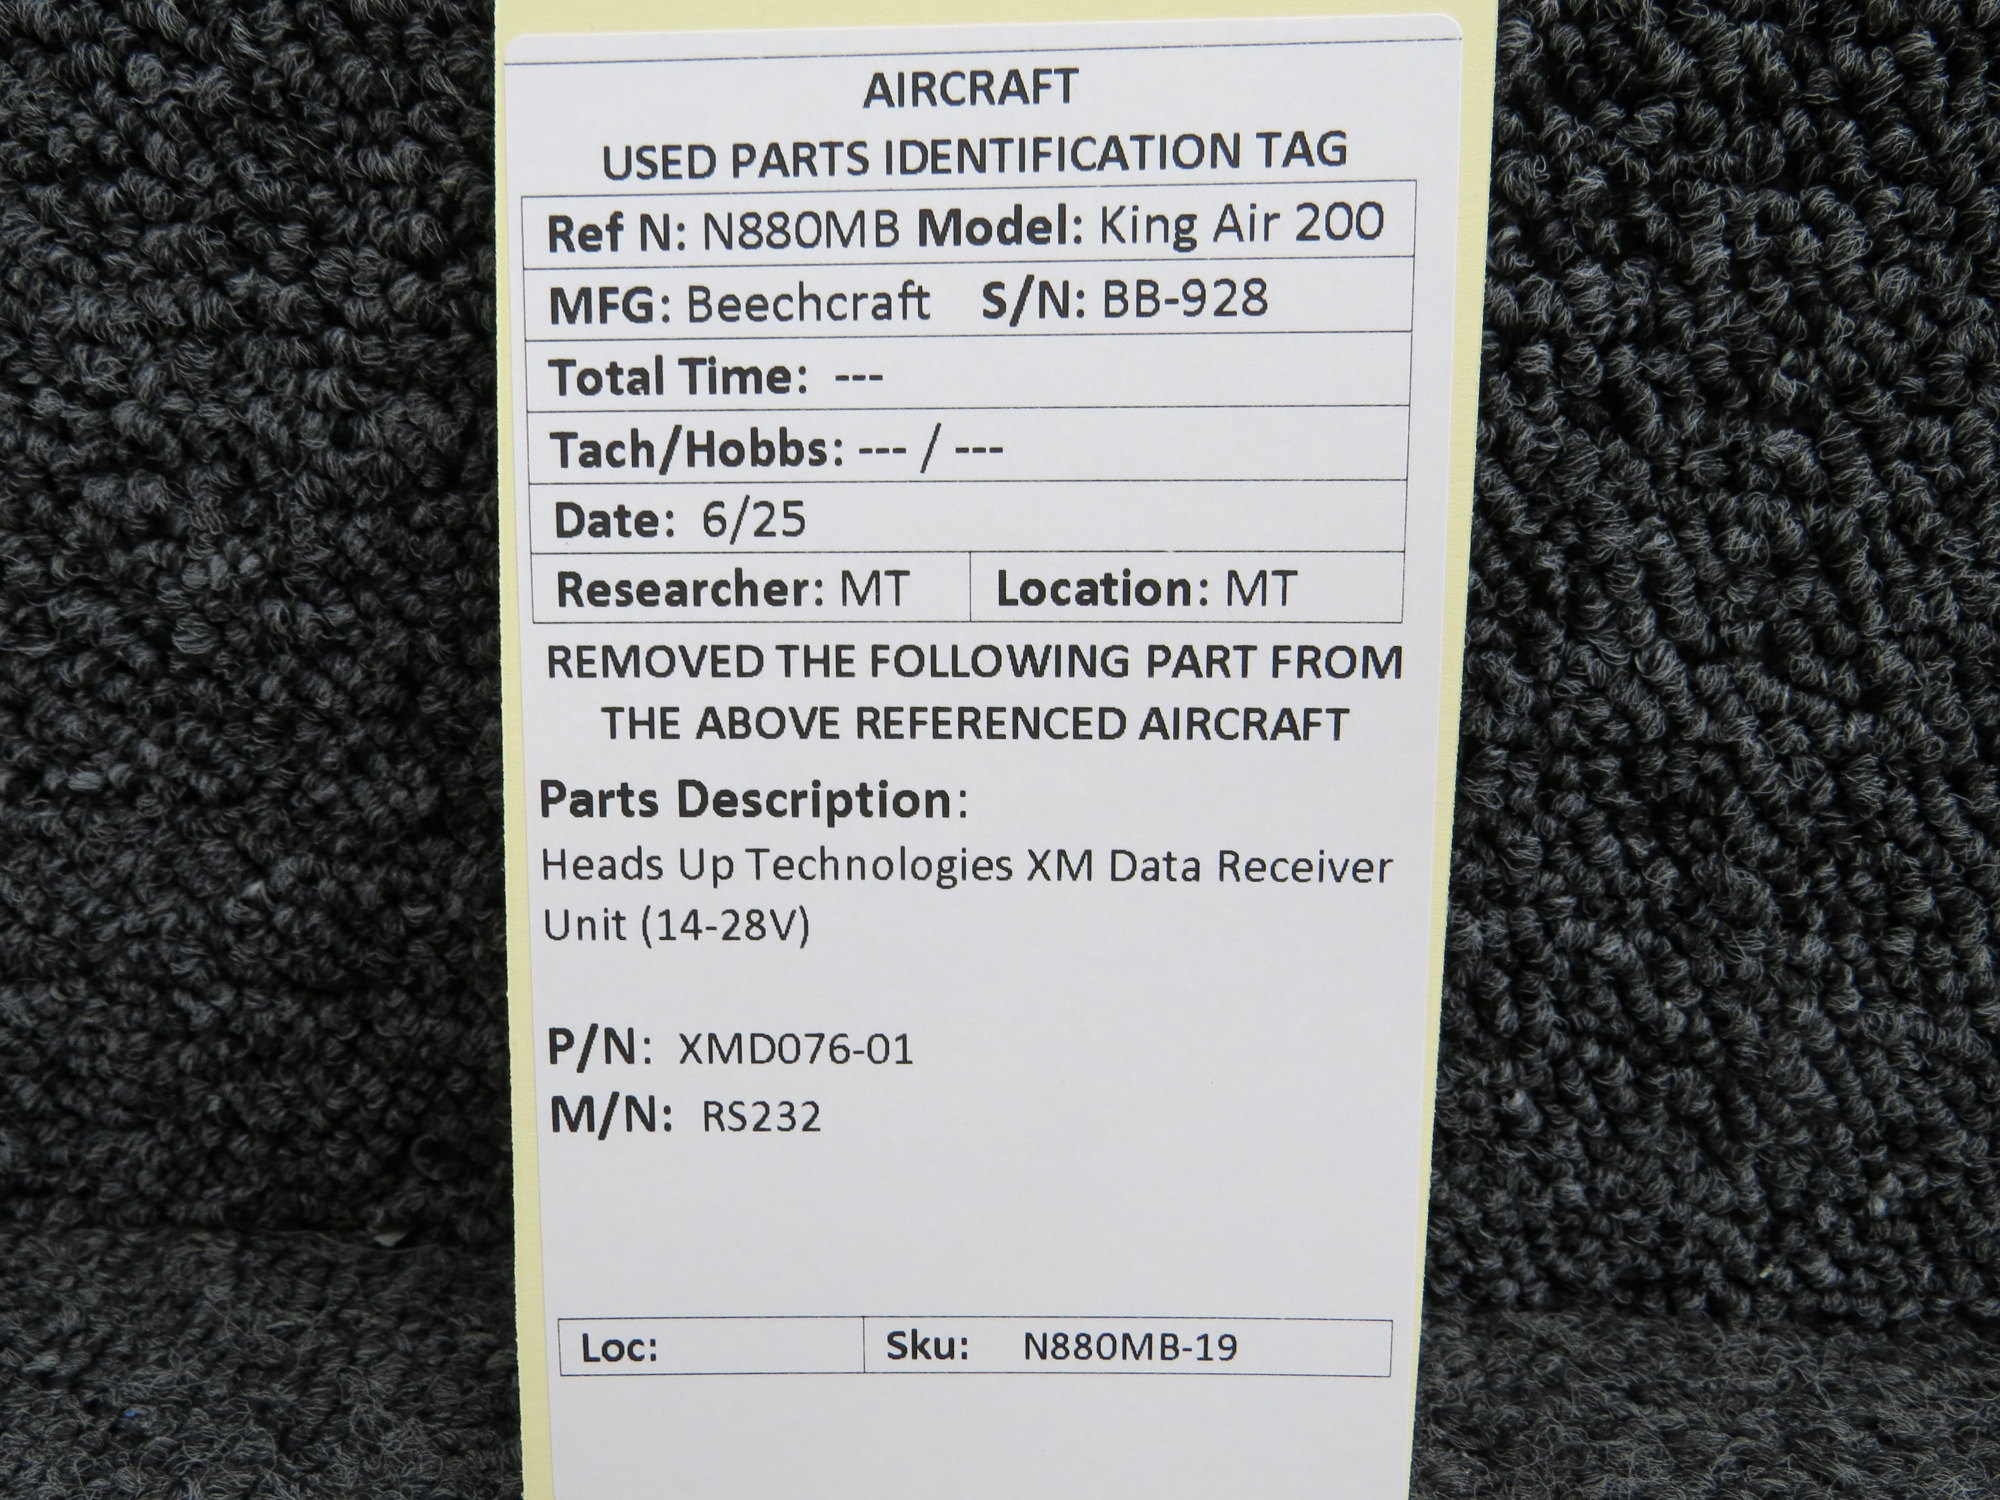 AIRCRAFT
USED PARTS IDENTIFICATION TAG
Ref N: N880MB Model: King Air 200
MFG: Beechcraft S/N: BB-928
Total Time: ---
Tach/Hobbs: --- / ---
Date: 6/25
Researcher: MT Location: MT
REMOVED THE FOLLOWING PART FROM
THE ABOVE REFERENCED AIRCRAFT
Parts Description:
Heads Up Technologies XM Data Receiver
Unit (14-28V)
P/N: XMD076-01
M/N: RS232
Loc: Sku: N880MB-19